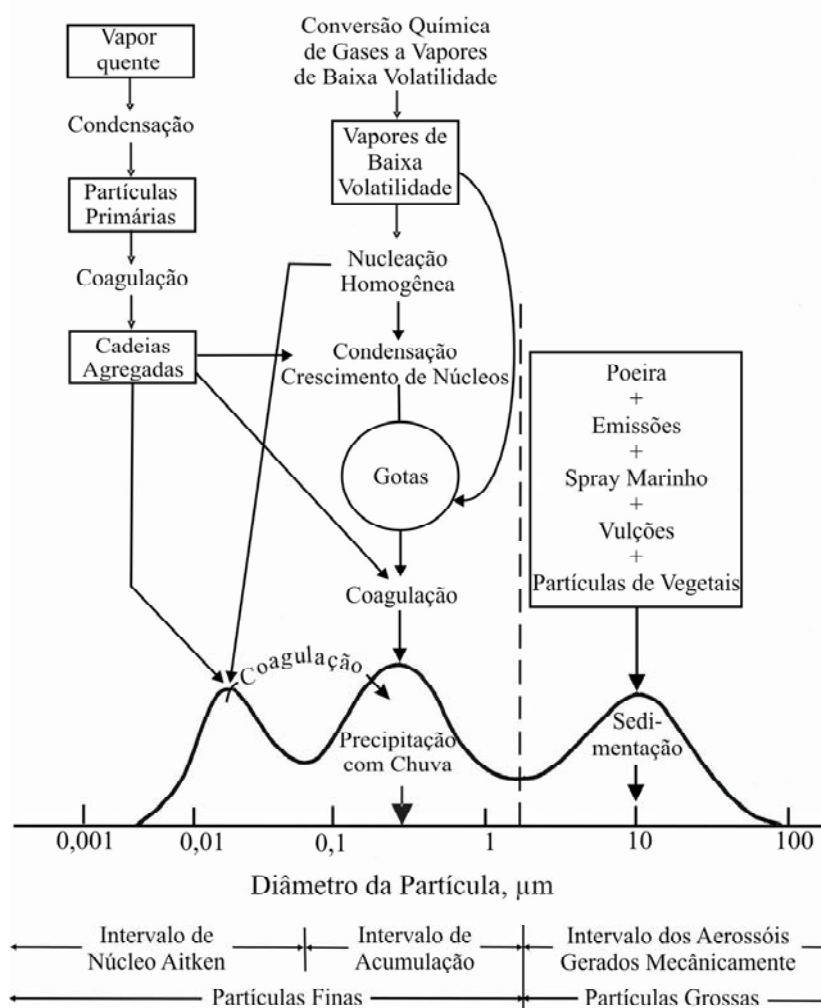 Vapor
quente
Condensação
Partículas
Primárias
Coagulação
Cadeias
Agregadas
Conversão Química
de Gases a Vapores
de Baixa Volatilidade
Vapores de
Baixa
Volatilidade
Nucleação
Homogênea
Condensação
Crescimento de Núcleos
Gotas
Coagulação
Poeira
+
Emissões
+
Spray Marinho
+
Vulções
+
Partículas de Vegetais
Coagulação
Precipitação
com Chuva
Sedi-
mentação
0,001 0,01 0,1 1 10 100
Diâmetro da Partícula, µm
Intervalo de
Núcleo Aitken
Intervalo de
Acumulação
Intervalo dos Aerossóis
Gerados Mecânicamente
Partículas Finas
Partículas Grossas